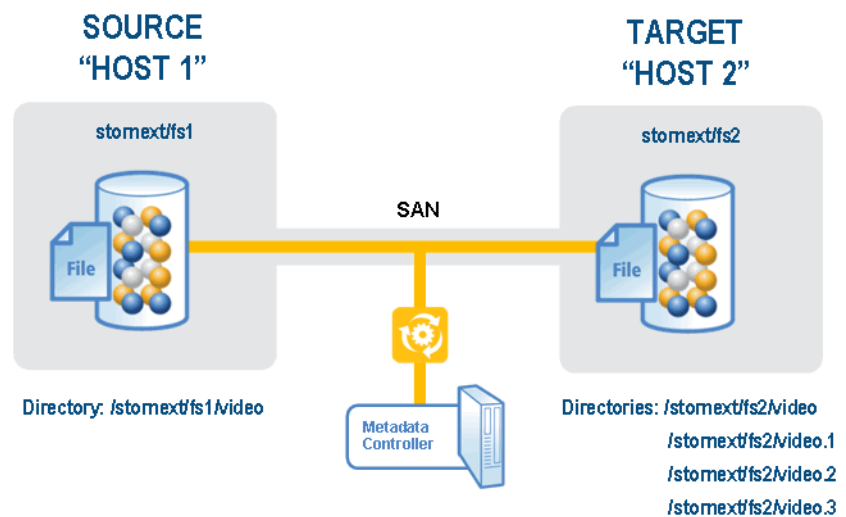 SOURCE
“HOST 1”
TARGET
“HOST 2”
stornext/fs1
stornext/fs2
SAN
File
File
Metadata
Controller
Directory: /stornext/fs1/video
Directories: /stornext/fs2/video
/stornext/fs2/video.1
/stornext/fs2/video.2
/stornext/fs2/video.3